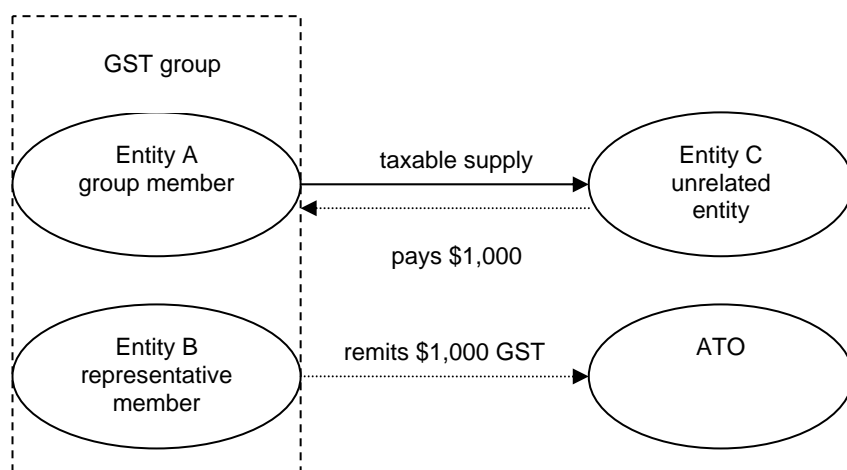 GST group
Entity A
group member
taxable supply
Entity C
unrelated
entity
pays $1,000
Entity B
representative
member
remits $1,000 GST
ATO